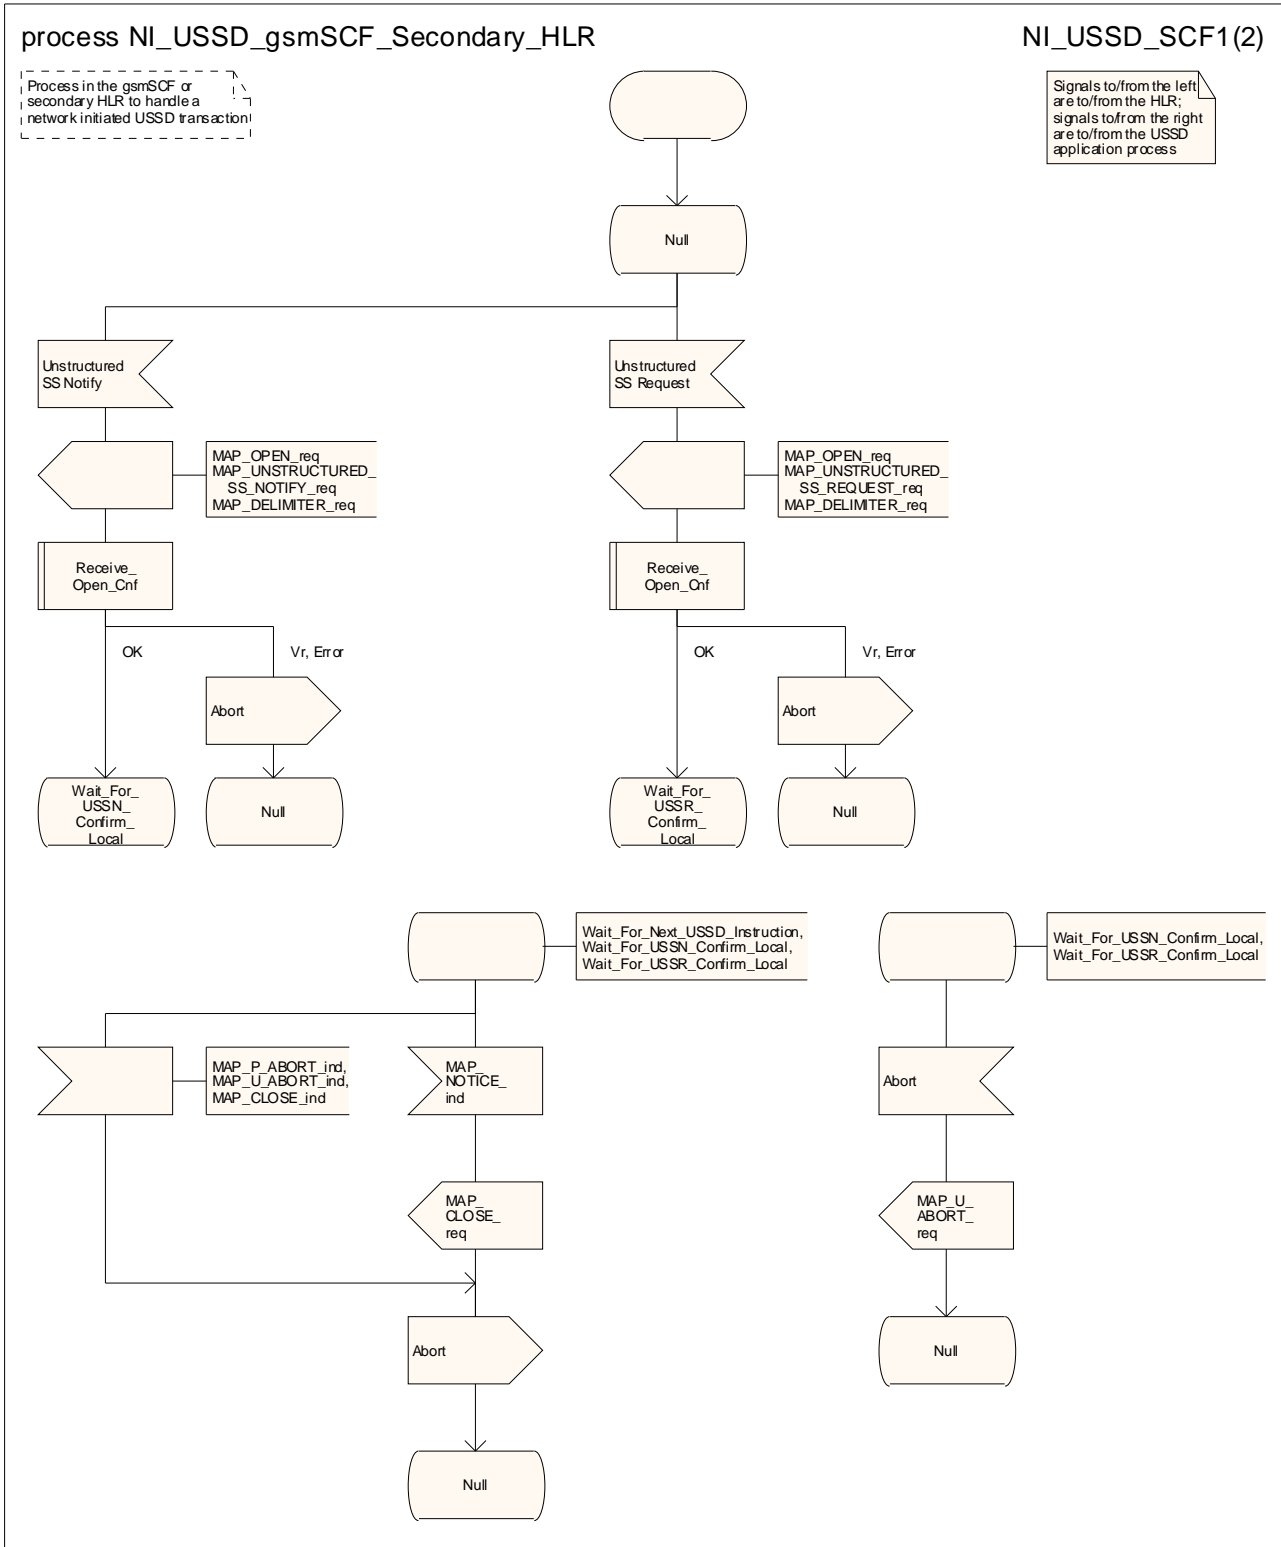 process NI_USSD_gsmSCF_Secondary_HLR
NI_USSD_SCF1(2)
Process in the gsmSCF or
secondary HLR to handle a
network initiated USSD transaction
Signals to/from the left
are to/from the HLR;
signals to/from the right
are to/from the USSD
application process
Null
Unstructured
SS Notify
Unstructured
SS Request
MAP_OPEN_req
MAP_UNSTRUCTURED_
SS_NOTIFY_req
MAP_DELIMITER_req
MAP_OPEN_req
MAP_UNSTRUCTURED_
SS_REQUEST_req
MAP_DELIMITER_req
Receive_
Open_Cnf
Receive_
Open_Cnf
OK
Vr, Error
OK
Vr, Error
Abort
Abort
Wait_For_
USSN_
Confirm_
Local
Null
Wait_For_
USSR_
Confirm_
Local
Null
Wait_For_Next_USSD_Instruction,
Wait_For_USSN_Confirm_Local,
Wait_For_USSR_Confirm_Local
Wait_For_USSN_Confirm_Local,
Wait_For_USSR_Confirm_Local
MAP_P_ABORT_ind,
MAP_U_ABORT_ind,
MAP_CLOSE_ind
MAP_
NOTICE_
ind
Abort
MAP_
CLOSE_
req
MAP_U_
ABORT_
req
Abort
Null
Null